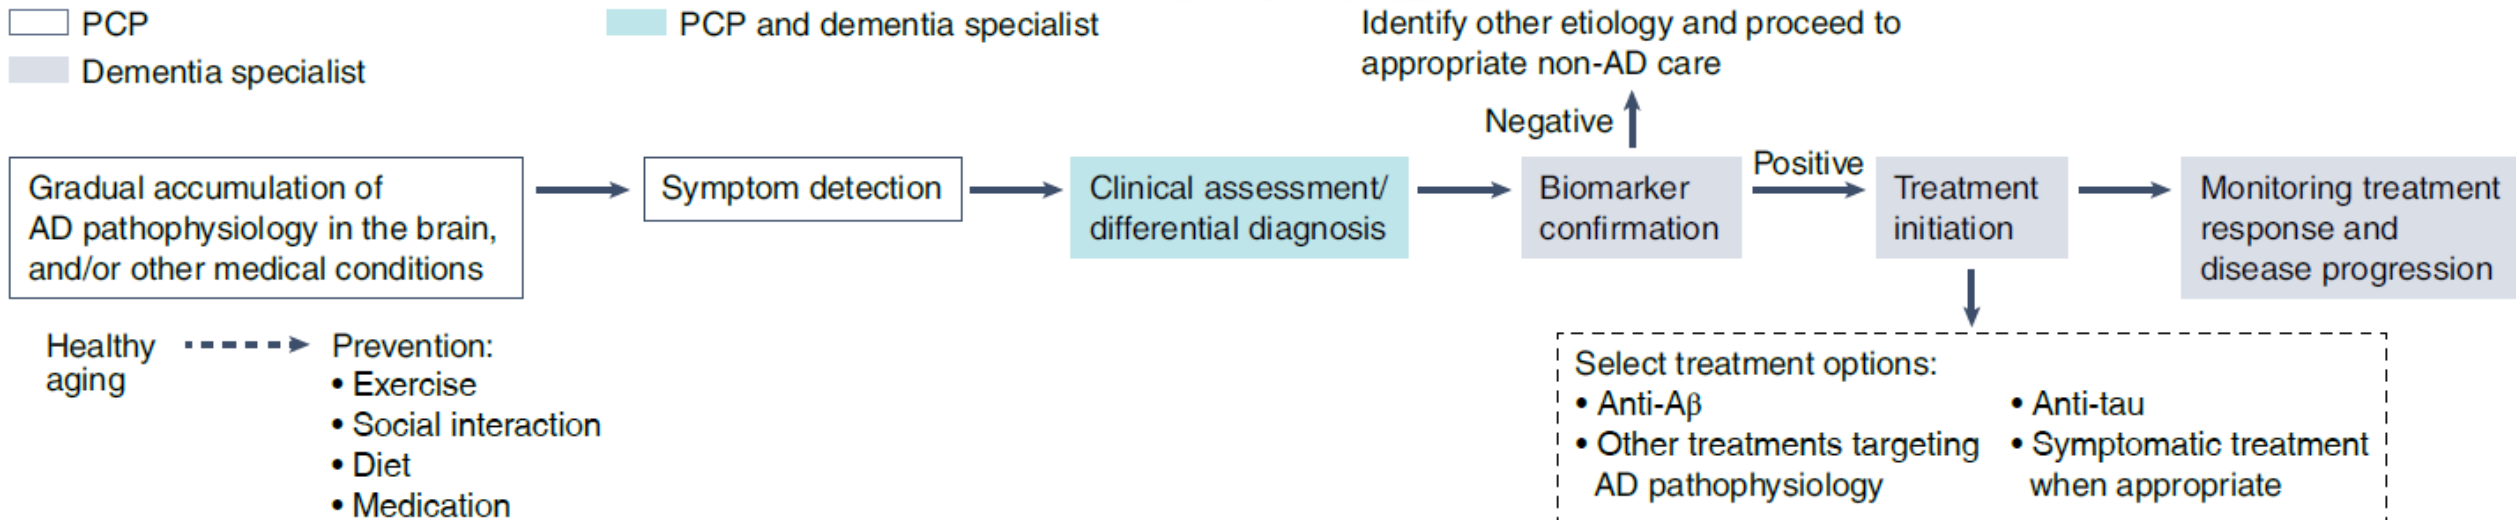 PCP
PCP and dementia specialist
Dementia specialist
Identify other etiology and proceed to
appropriate non-AD care
Negative
Gradual accumulation of
AD pathophysiology in the brain,
and/or other medical conditions
Symptom detection
Clinical assessment/
differential diagnosis
Biomarker
confirmation
Positive
Treatment
initiation
Monitoring treatment
response and
disease progression
Healthy
aging
Prevention:
• Exercise
• Social interaction
• Diet
• Medication
Select treatment options:
• Anti-Aβ
• Other treatments targeting
AD pathophysiology
• Anti-tau
• Symptomatic treatment
when appropriate